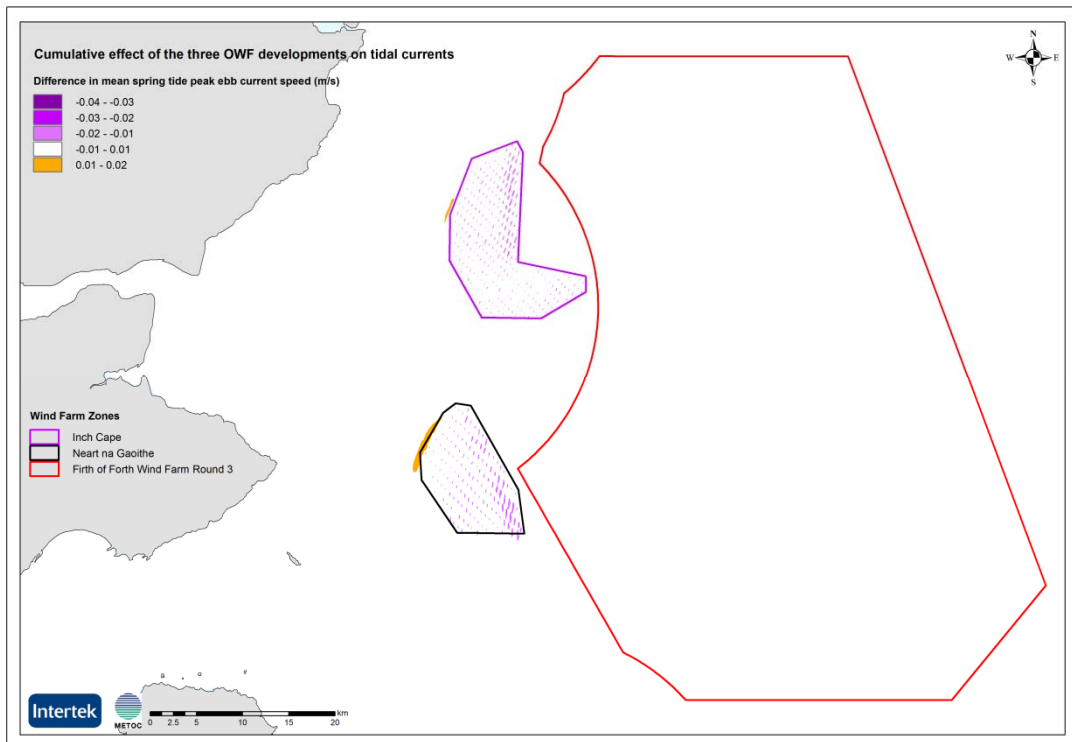 Cumulative effect of the three OWF developments on tidal currents
Difference in mean spring tide peak ebb current speed (m/s)
-0.04 - -0.03
-0.03 - -0.02
-0.02 - -0.01
-0.01 - 0.01
0.01 - 0.02
N
W E
S
Wind Farm Zones
Inch Cape
Neart na Gaoithe
Firth of Forth Wind Farm Round 3
Intertek
METOC
km
0 2.5 5 10 15 20